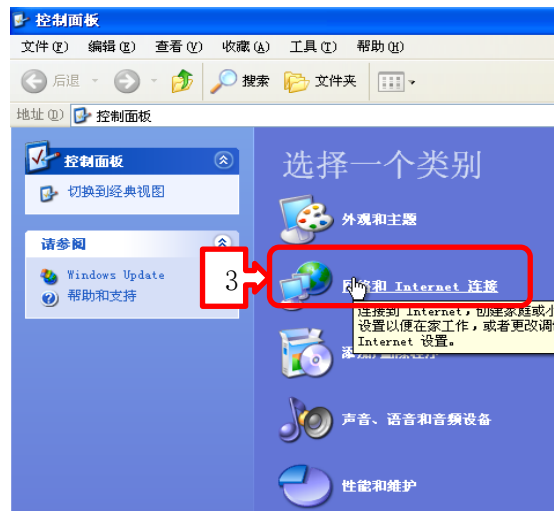 控制面板
文件(F) 编辑(E) 查看(V) 收藏(A) 工具(T) 帮助(H)
后退 搜索 文件夹
地址(D) 控制面板
控制面板
切换到经典视图
请参阅
Windows Update
帮助和支持
选择一个类别
外观和主题
3
和 Internet 连接
连接到 Internet，创建家庭或小
设置以便在家工作，或者更改调
Internet 设置。
声音、语音和音频设备
性能和维护